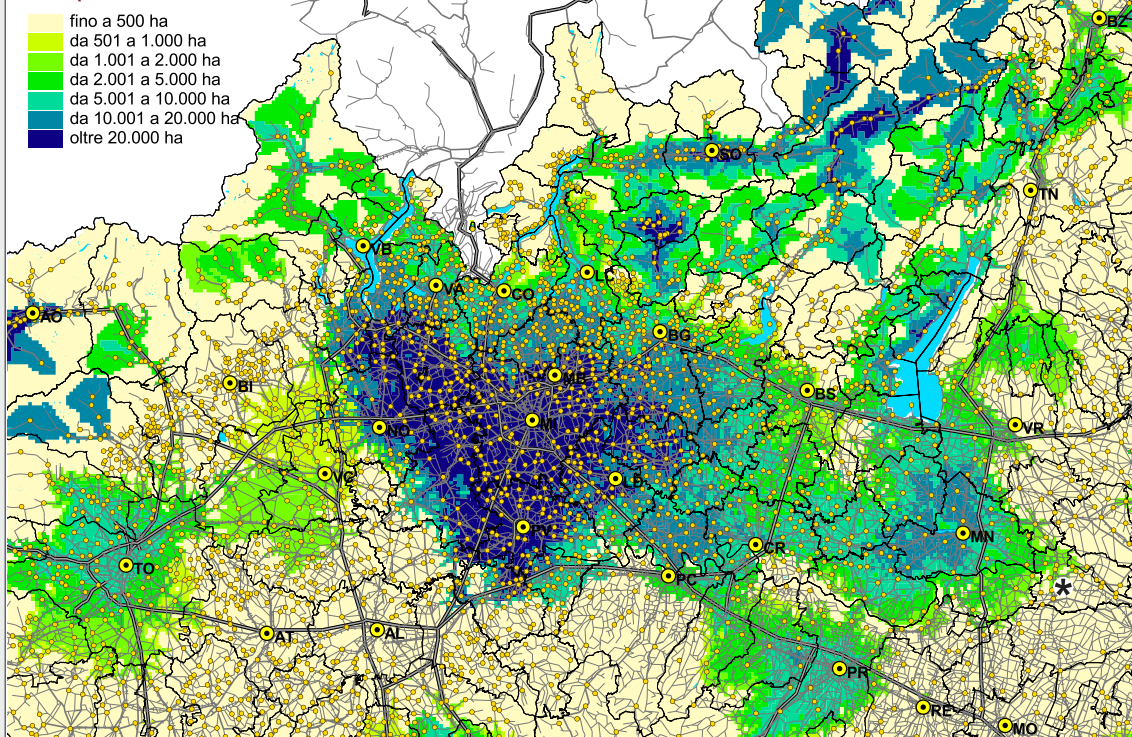 fino a 500 ha
da 501 a 1.000 ha
da 1.001 a 2.000 ha
da 2.001 a 5.000 ha
da 5.001 a 10.000 ha
da 10.001 a 20.000 ha
oltre 20.000 ha
BZ
SO
TN
VB
LC
VA
CO
AO
BG
MB
BI
BS
MI
NO
VR
VC
LO
PV
MN
CR
TO
PC
*
AT
AL
PR
RE
MO